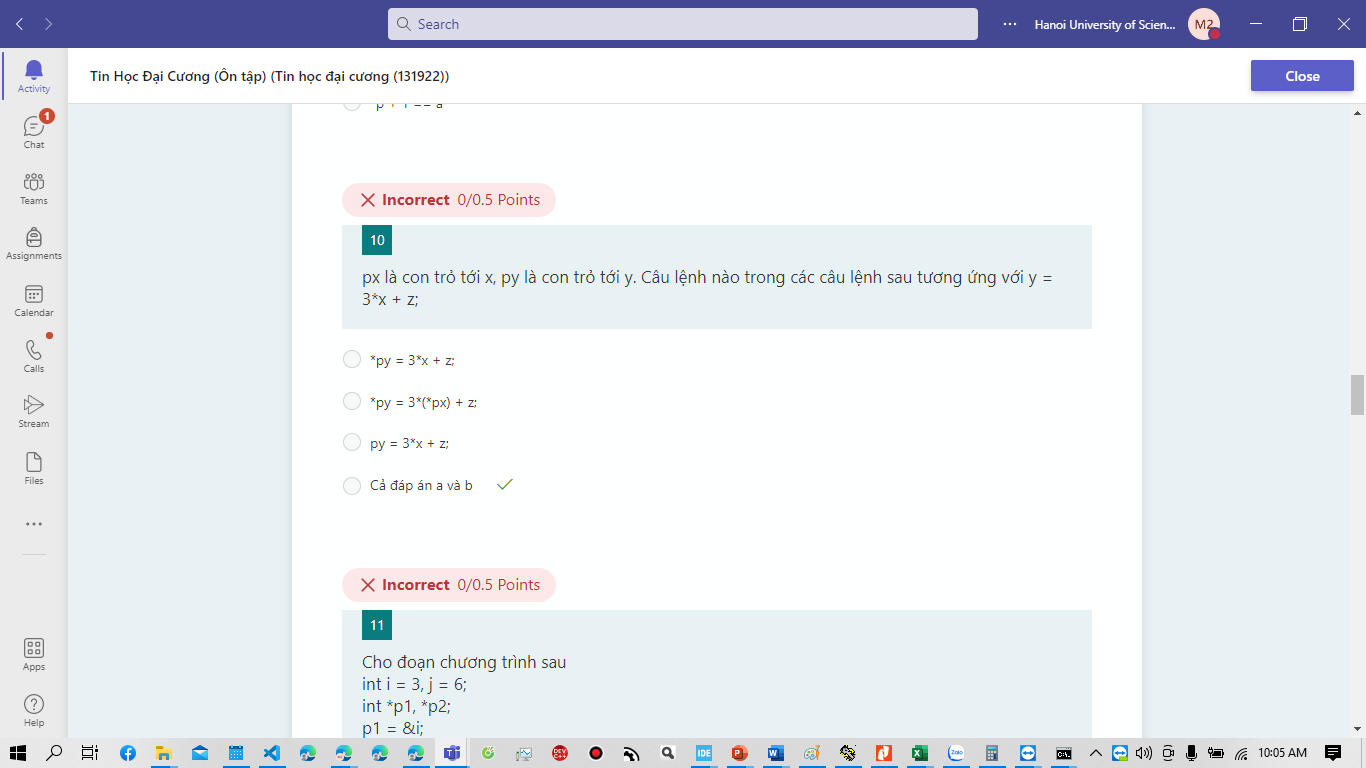 Search
Hanoi University of Scien...
M2
Activity
1
Chat
Teams
Assignments
Calendar
Calls
Stream
Files
Apps
Help
Tin Học Đại Cương (Ôn tập) (Tin học đại cương (131922))
Close
Incorrect 0/0.5 Points
10
px là con trỏ tới x, py là con trỏ tới y. Câu lệnh nào trong các câu lệnh sau tương ứng với y =
3*x + z;
*py = 3*x + z;
*py = 3*(*px) + z;
py = 3*x + z;
Cả đáp án a và b
Incorrect 0/0.5 Points
11
Cho đoạn chương trình sau
int i = 3, j = 6;
int *p1, *p2;
p1 = &i;
10:05 AM